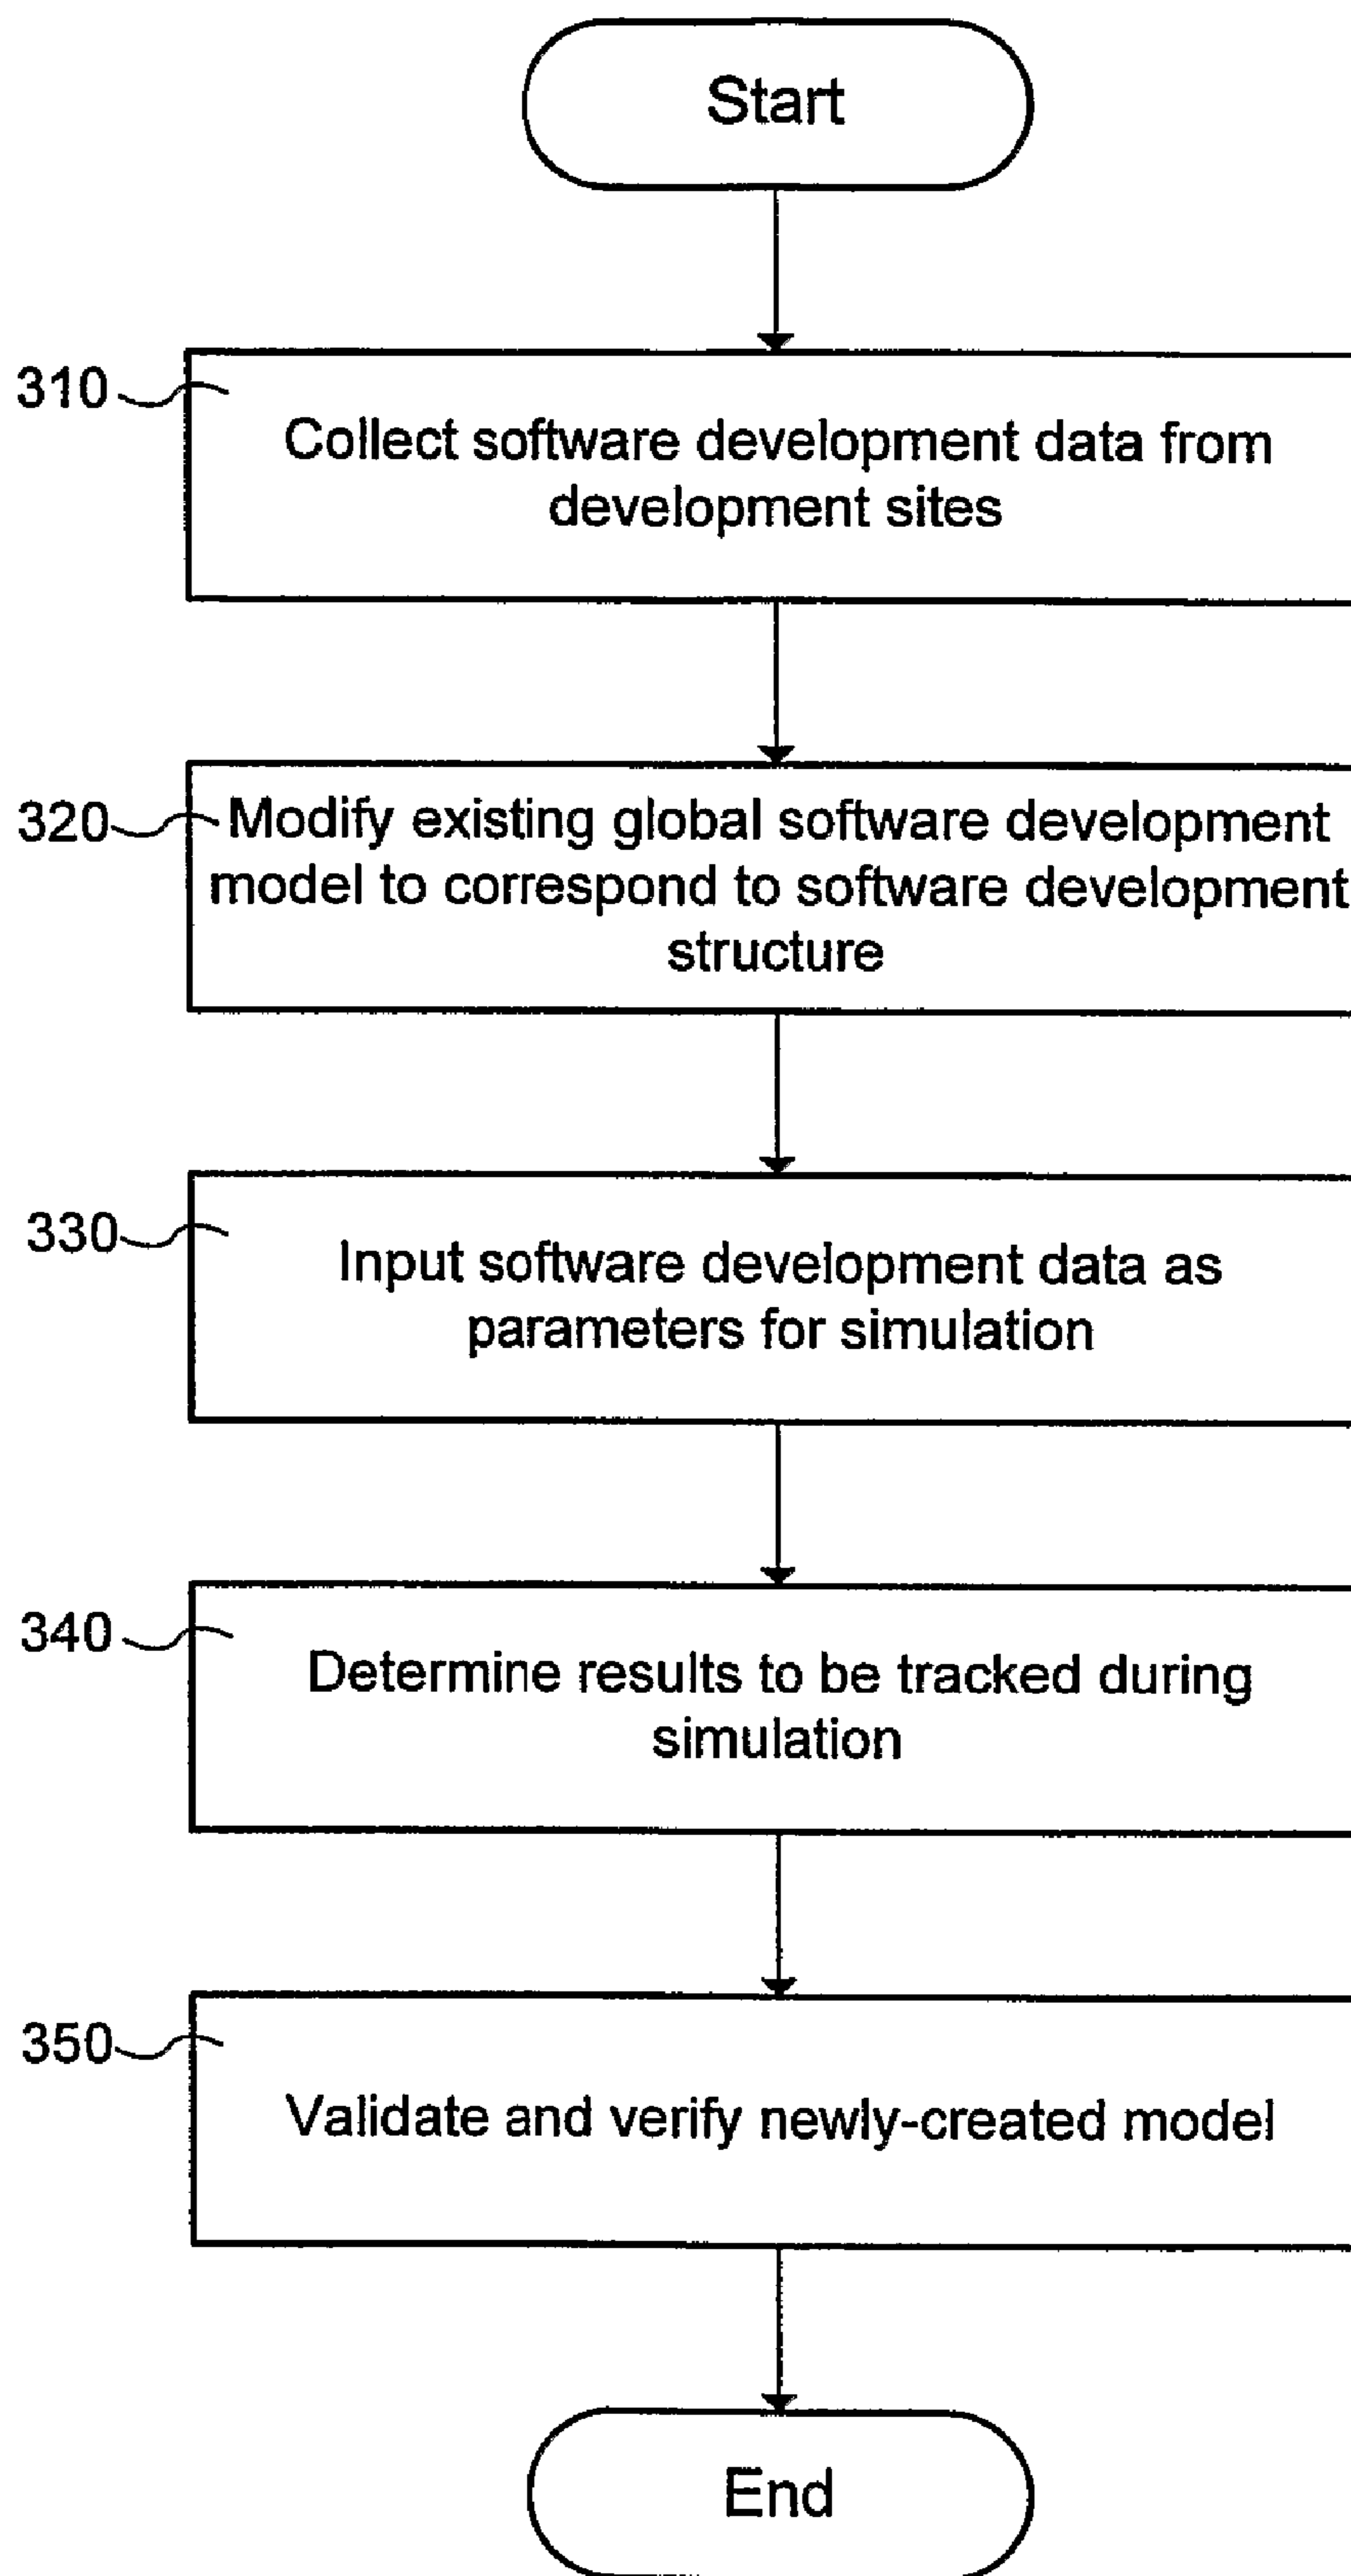 Start
310
Collect software development data from
development sites
320
Modify existing global software development
model to correspond to software development
structure
330
Input software development data as
parameters for simulation
340
Determine results to be tracked during
simulation
350
Validate and verify newly-created model
End